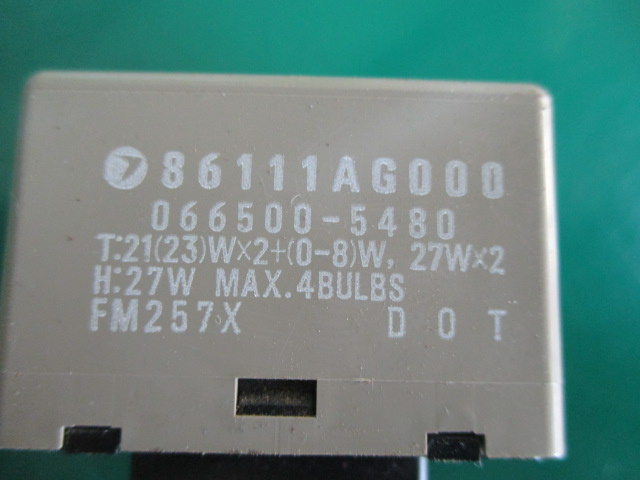 86111AG000
066500-5480
T:21(23)W×2+(0-8)W, 27W×2
H:27W MAX.4BULBS
FM257X DOT